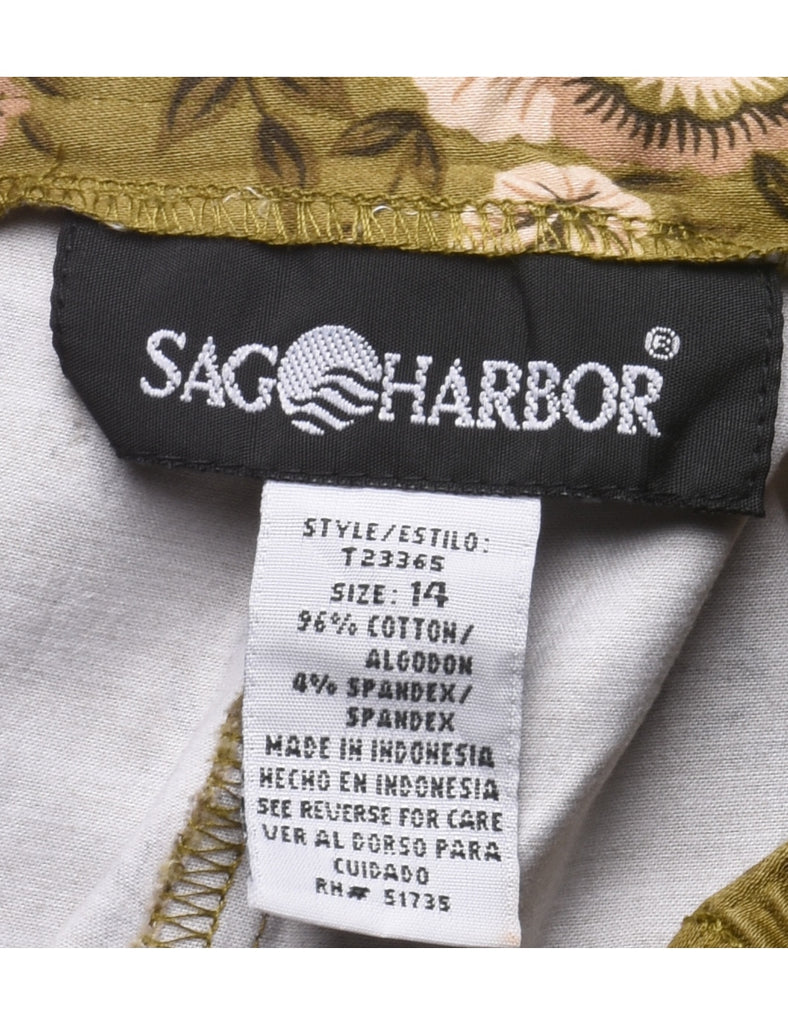 SAG HARBOR®
STYLE/ESTILO:
T23365
SIZE: 14
96% COTTON/
ALGODON
4% SPANDEX/
SPANDEX
MADE IN INDONESIA
HECHO EN INDONESIA
SEE REVERSE FOR CARE
VER AL DORSO PARA
CUIDADO
RH# 51735